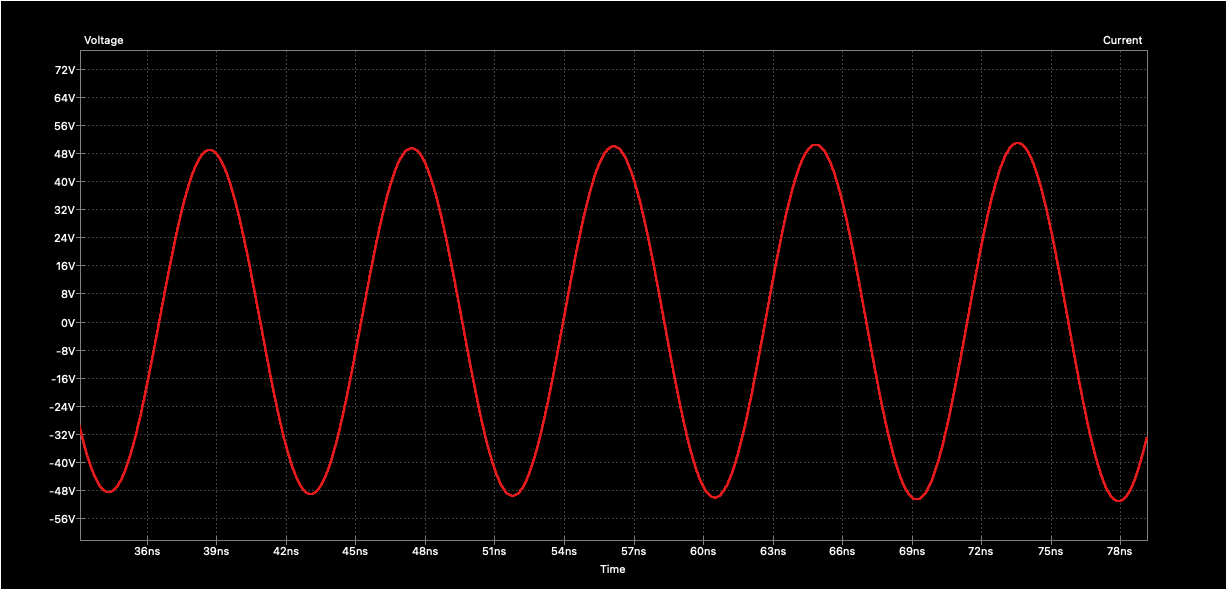 Voltage
Current
72V
64V
56V
48V
40V
32V
24V
16V
8V
0V
-8V
-16V
-24V
-32V
-40V
-48V
-56V
36ns 39ns 42ns 45ns 48ns 51ns 54ns 57ns 60ns 63ns 66ns 69ns 72ns 75ns 78ns
Time